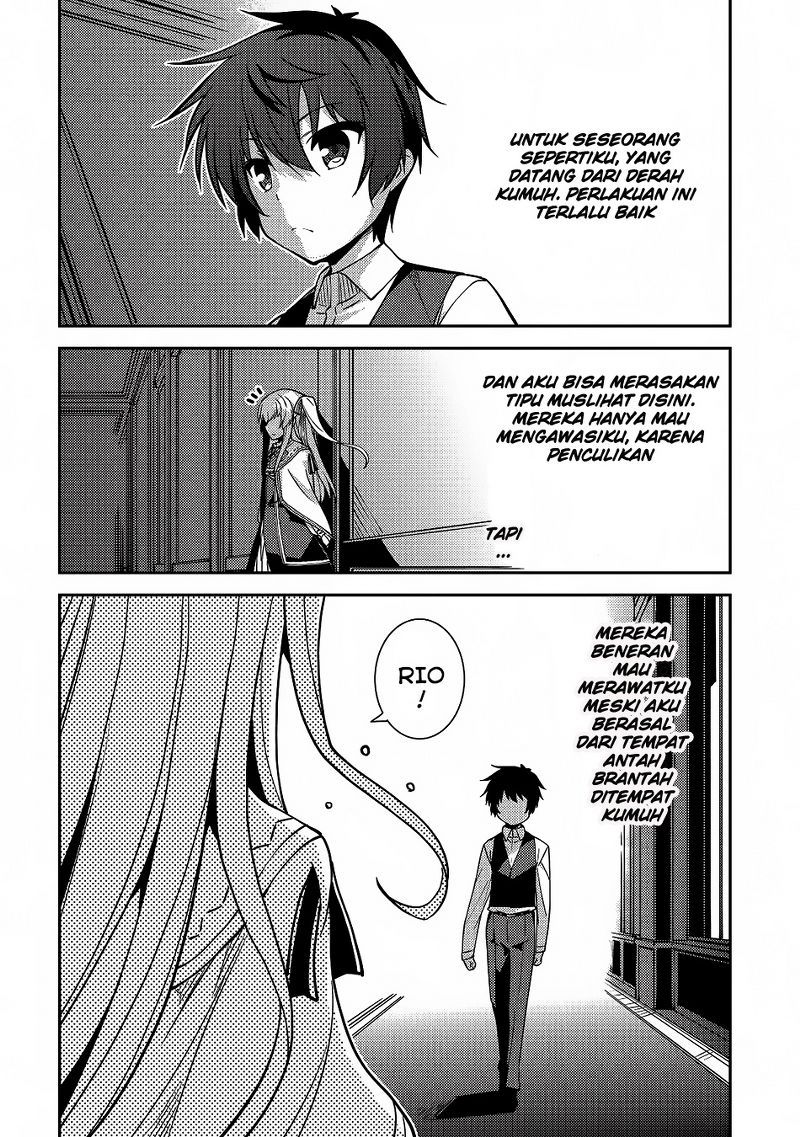 UNTUK SESEORANG
SEPERTIKU, YANG
DATANG DARI DERAH
KUMUH. PERLAKUAN INI
TERLALU BAIK
DAN AKU BISA MERASAKAN
TIPU MUSLIHAT DISINI.
MEREKA HANYA MAU
MENGAWASIKU, KARENA
PENCULIKAN
TAPI
...
RIO
!
MEREKA
BENERAN
MAU
MERAWATKU
MESKI AKU
BERASAL
DARI TEMPAT
ANTAH
BRANTAH
DITEMPAT
KUMUH